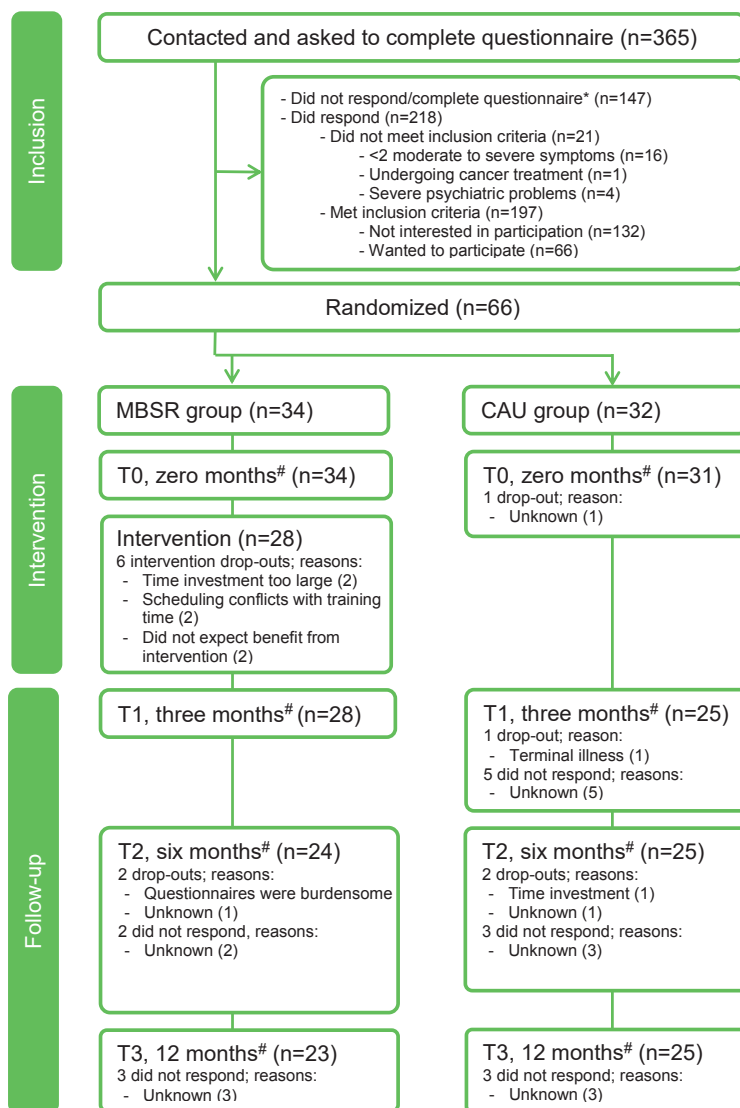 Inclusion
Contacted and asked to complete questionnaire (n=365)
- Did not respond/complete questionnaire* (n=147)
- Did respond (n=218)
- Did not meet inclusion criteria (n=21)
- <2 moderate to severe symptoms (n=16)
- Undergoing cancer treatment (n=1)
- Severe psychiatric problems (n=4)
- Met inclusion criteria (n=197)
- Not interested in participation (n=132)
- Wanted to participate (n=66)
Randomized (n=66)
Intervention
MBSR group (n=34)
T0, zero months# (n=34)
Intervention (n=28)
6 intervention drop-outs; reasons:
- Time investment too large (2)
- Scheduling conflicts with training
time (2)
- Did not expect benefit from
intervention (2)
CAU group (n=32)
T0, zero months# (n=31)
1 drop-out; reason:
- Unknown (1)
Follow-up
T1, three months# (n=28)
T2, six months# (n=24)
2 drop-outs; reasons:
- Questionnaires were burdensome
- Unknown (1)
2 did not respond, reasons:
- Unknown (2)
T3, 12 months# (n=23)
3 did not respond; reasons:
- Unknown (3)
T1, three months# (n=25)
1 drop-out; reason:
- Terminal illness (1)
5 did not respond; reasons:
- Unknown (5)
T2, six months# (n=25)
2 drop-outs; reasons:
- Time investment (1)
- Unknown (1)
3 did not respond; reasons:
- Unknown (3)
T3, 12 months# (n=25)
3 did not respond; reasons:
- Unknown (3)